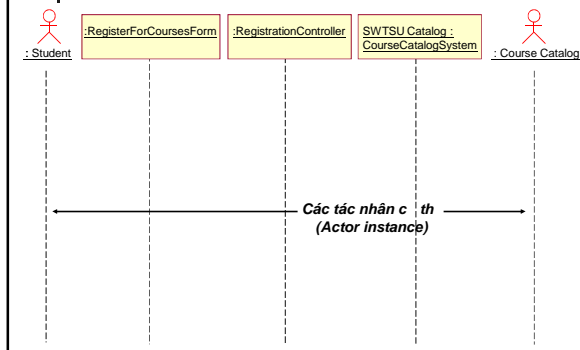 :RegisterForCoursesForm
:RegistrationController
SWTSU Catalog :
CourseCatalogSystem
: Student
: Course Catalog
Các tác nhân c th
(Actor instance)